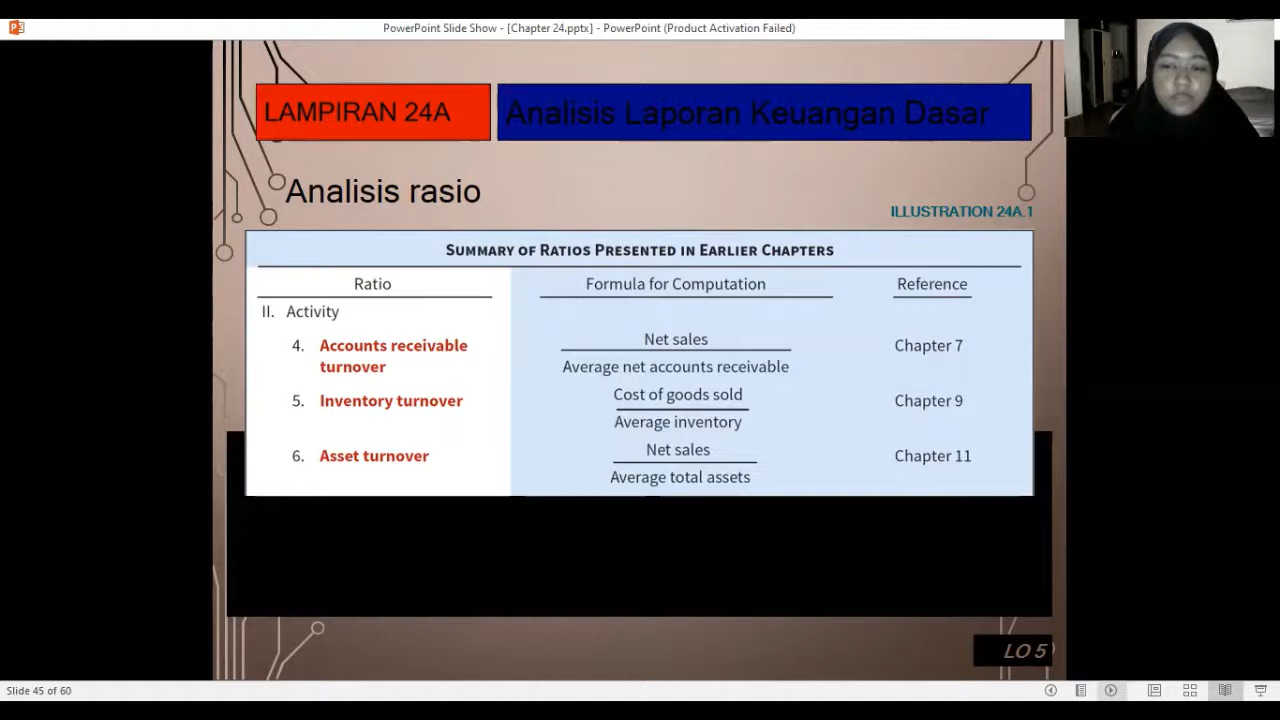 PowerPoint Slide Show - [Chapter 24.pptx] - PowerPoint (Product Activation Failed)
LAMPIRAN 24A
Analisis Laporan Keuangan Dasar
Analisis rasio
ILLUSTRATION 24A.1
SUMMARY OF RATIOS PRESENTED IN EARLIER CHAPTERS
Ratio Formula for Computation Reference
II. Activity
4. Accounts receivable turnover
Net sales
Average net accounts receivable
Chapter 7
5. Inventory turnover
Cost of goods sold
Average inventory
Chapter 9
6. Asset turnover
Net sales
Average total assets
Chapter 11
LO 5
Slide 45 of 60